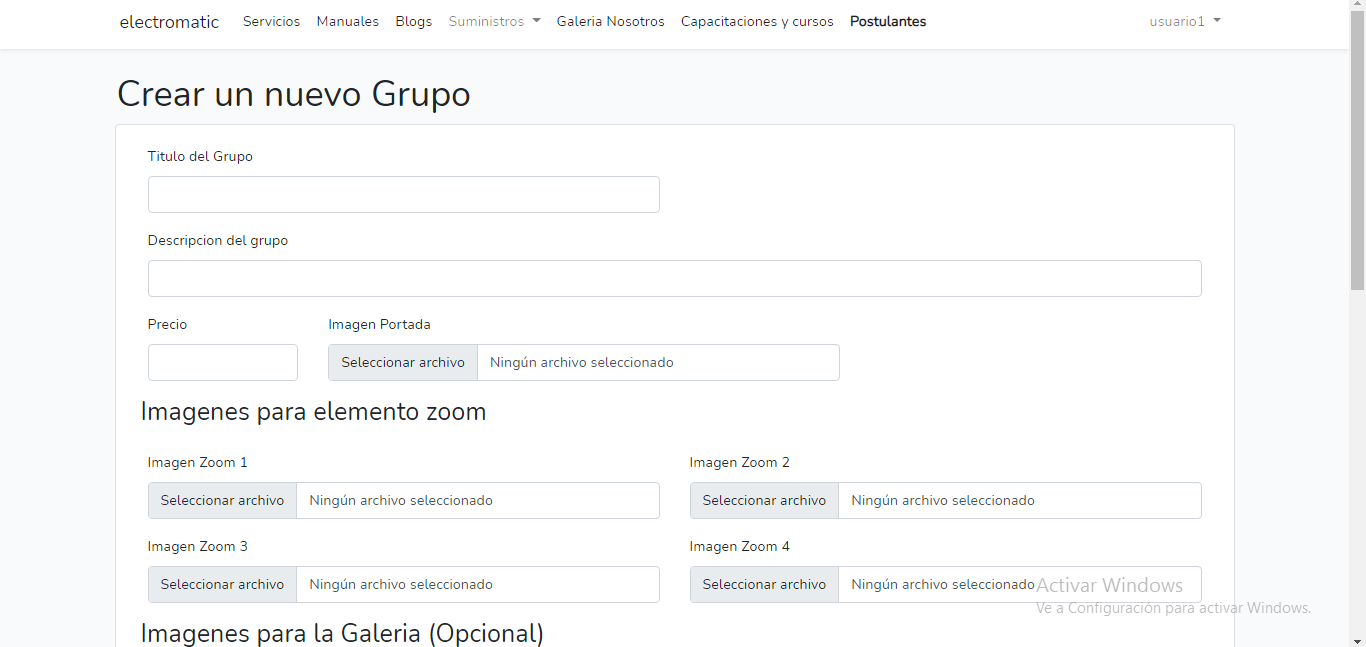 electromatic Servicios Manuales Blogs Suministros Galeria Nosotros Capacitaciones y cursos Postulantes usuario1
Crear un nuevo Grupo
Titulo del Grupo
Descripcion del grupo
Precio Imagen Portada
Seleccionar archivo Ningún archivo seleccionado
Imagenes para elemento zoom
Imagen Zoom 1 Imagen Zoom 2
Seleccionar archivo Ningún archivo seleccionado Seleccionar archivo Ningún archivo seleccionado
Imagen Zoom 3 Imagen Zoom 4
Seleccionar archivo Ningún archivo seleccionado Seleccionar archivo Ningún archivo seleccionado
Activar Windows
Ve a Configuración para activar Windows.
Imagenes para la Galeria (Opcional)